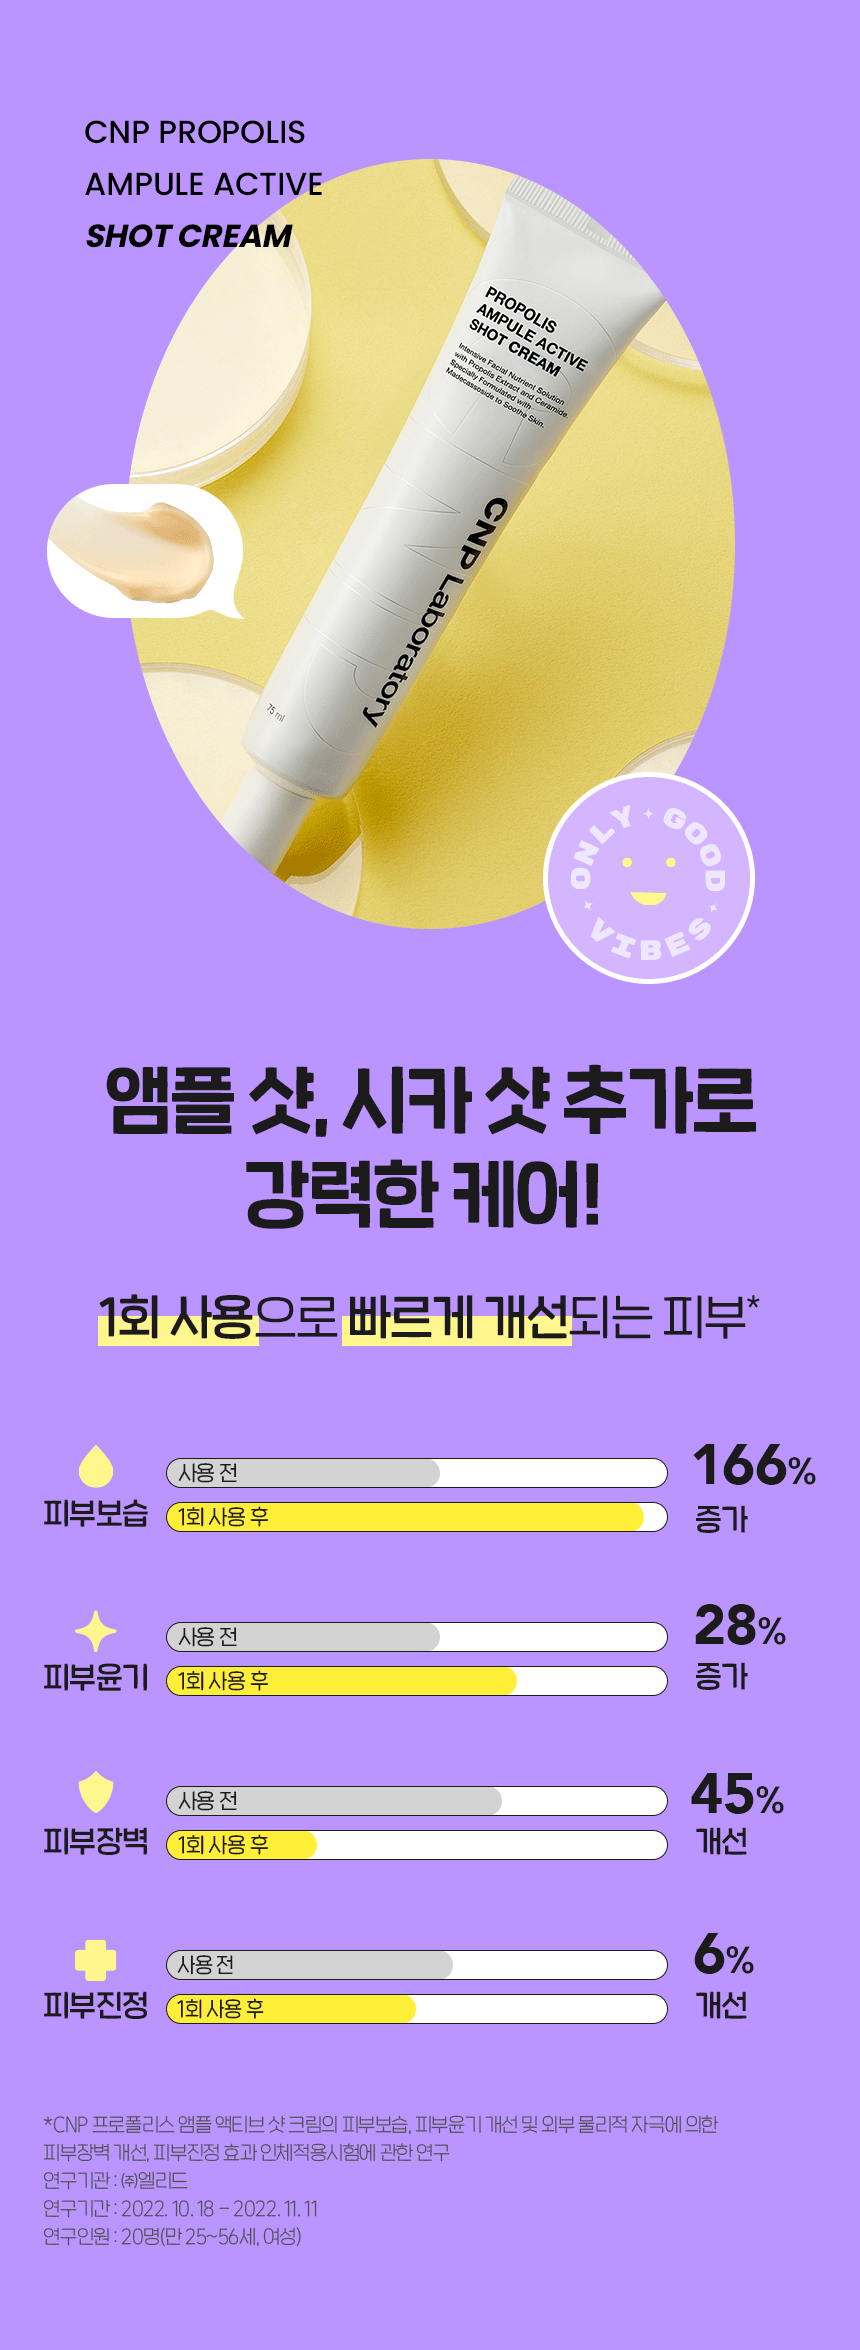 CNP PROPOLIS
AMPULE ACTIVE
SHOT CREAM
PROPOLIS
AMPULE ACTIVE
SHOT CREAM
Intensive Facial Nutrient Solution
with Propolis Extract and Ceramide.
Specially Formulated with
Madecassoside to Soothe Skin.
CNP Laboratory
75 ml
ONLY GOOD VIBES
앰플 샷, 시카 샷 추가로
강력한 케어!
1회 사용으로 빠르게 개선되는 피부*
피부보습
사용 전
1회 사용 후
166%
증가
피부윤기
사용 전
1회 사용 후
28%
증가
피부장벽
사용 전
1회 사용 후
45%
개선
피부진정
사용 전
1회 사용 후
6%
개선
*CNP 프로폴리스 앰플 액티브 샷 크림의 피부보습, 피부윤기 개선 및 외부 물리적 자극에 의한
피부장벽 개선, 피부진정 효과 인체적용시험에 관한 연구
연구기관 : ㈜엘리드
연구기간 : 2022. 10. 18 - 2022. 11. 11
연구인원 : 20명(만 25~56세, 여성)